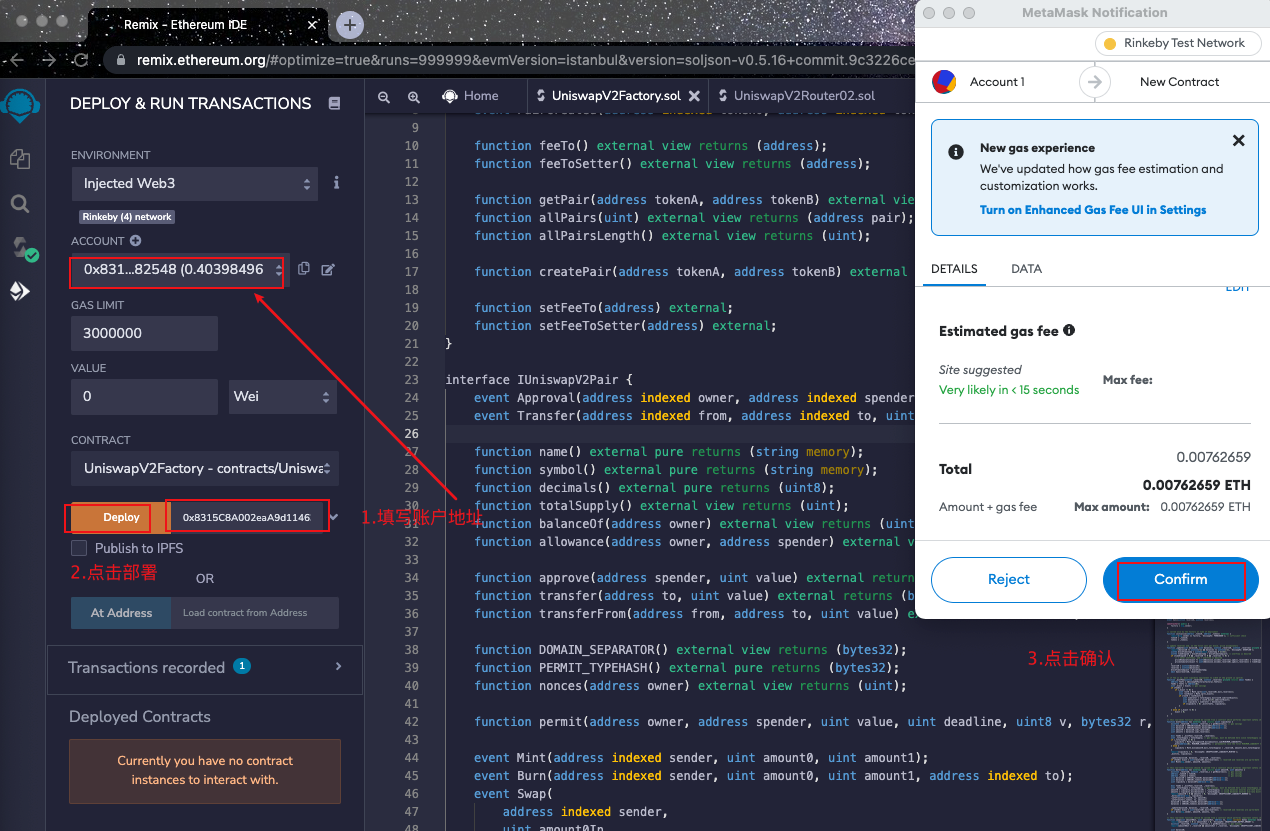 Remix - Ethereum IDE
remix.ethereum.org/#optimize=true&runs=999999&evmVersion=istanbul&version=soljson-v0.5.16+commit.9c3226ce
DEPLOY & RUN TRANSACTIONS
ENVIRONMENT
Injected Web3
Rinkeby (4) network
ACCOUNT
0x831...82548 (0.40398496
GAS LIMIT
3000000
VALUE
0
Wei
CONTRACT
UniswapV2Factory - contracts/Uniswa
Deploy
0x8315C8A002eaA9d1146
Publish to IPFS
2.点击部署
OR
At Address
Load contract from Address
Transactions recorded 1
Deployed Contracts
Currently you have no contract
instances to interact with.
1.填写账户地址
Home
UniswapV2Factory.sol
UniswapV2Router02.sol
9
10 function feeTo() external view returns (address);
11 function feeToSetter() external view returns (address);
12
13 function getPair(address tokenA, address tokenB) external vie
14 function allPairs(uint) external view returns (address pair);
15 function allPairsLength() external view returns (uint);
16
17 function createPair(address tokenA, address tokenB) external
18
19 function setFeeTo(address) external;
20 function setFeeToSetter(address) external;
21 }
22
23 interface IUniswapV2Pair {
24 event Approval(address indexed owner, address indexed spender
25 event Transfer(address indexed from, address indexed to, uint
26
27 function name() external pure returns (string memory);
28 function symbol() external pure returns (string memory);
29 function decimals() external pure returns (uint8);
30 function totalSupply() external view returns (uint);
31 function balanceOf(address owner) external view returns (uint
32 function allowance(address owner, address spender) external v
33
34 function approve(address spender, uint value) external return
35 function transfer(address to, uint value) external returns (b
36 function transferFrom(address from, address to, uint value) e
37
38 function DOMAIN_SEPARATOR() external view returns (bytes32);
39 function PERMIT_TYPEHASH() external pure returns (bytes32);
40 function nonces(address owner) external view returns (uint);
41
42 function permit(address owner, address spender, uint value, uint deadline, uint8 v, bytes32 r,
43
44 event Mint(address indexed sender, uint amount0, uint amount1);
45 event Burn(address indexed sender, uint amount0, uint amount1, address indexed to);
46 event Swap(
47 address indexed sender,
48 uint amount0In
MetaMask Notification
Rinkeby Test Network
Account 1
New Contract
New gas experience
We've updated how gas fee estimation and
customization works.
Turn on Enhanced Gas Fee UI in Settings
DETAILS
DATA
EDIT
Estimated gas fee
Site suggested
Very likely in < 15 seconds
Max fee:
0.00762659
Total
0.00762659 ETH
Amount + gas fee
Max amount: 0.00762659 ETH
Reject
Confirm
3.点击确认